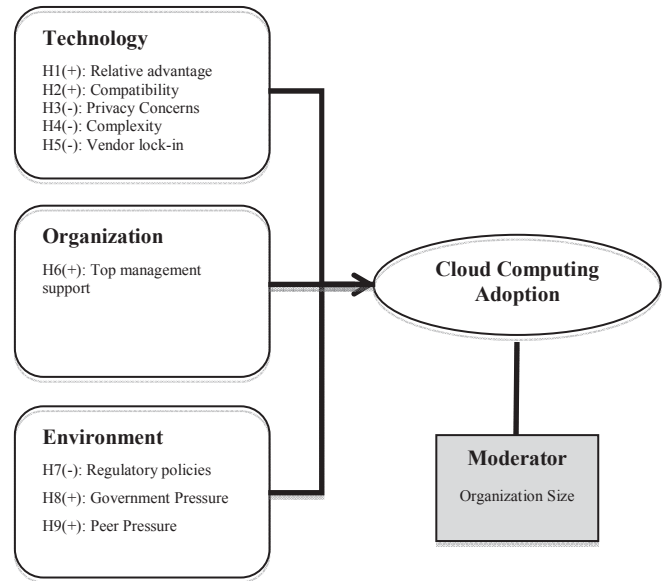 Technology
H1(+): Relative advantage
H2(+): Compatibility
H3(-): Privacy Concerns
H4(-): Complexity
H5(-): Vendor lock-in
Organization
H6(+): Top management
support
Environment
H7(-): Regulatory policies
H8(+): Government Pressure
H9(+): Peer Pressure
Cloud Computing
Adoption
Moderator
Organization Size